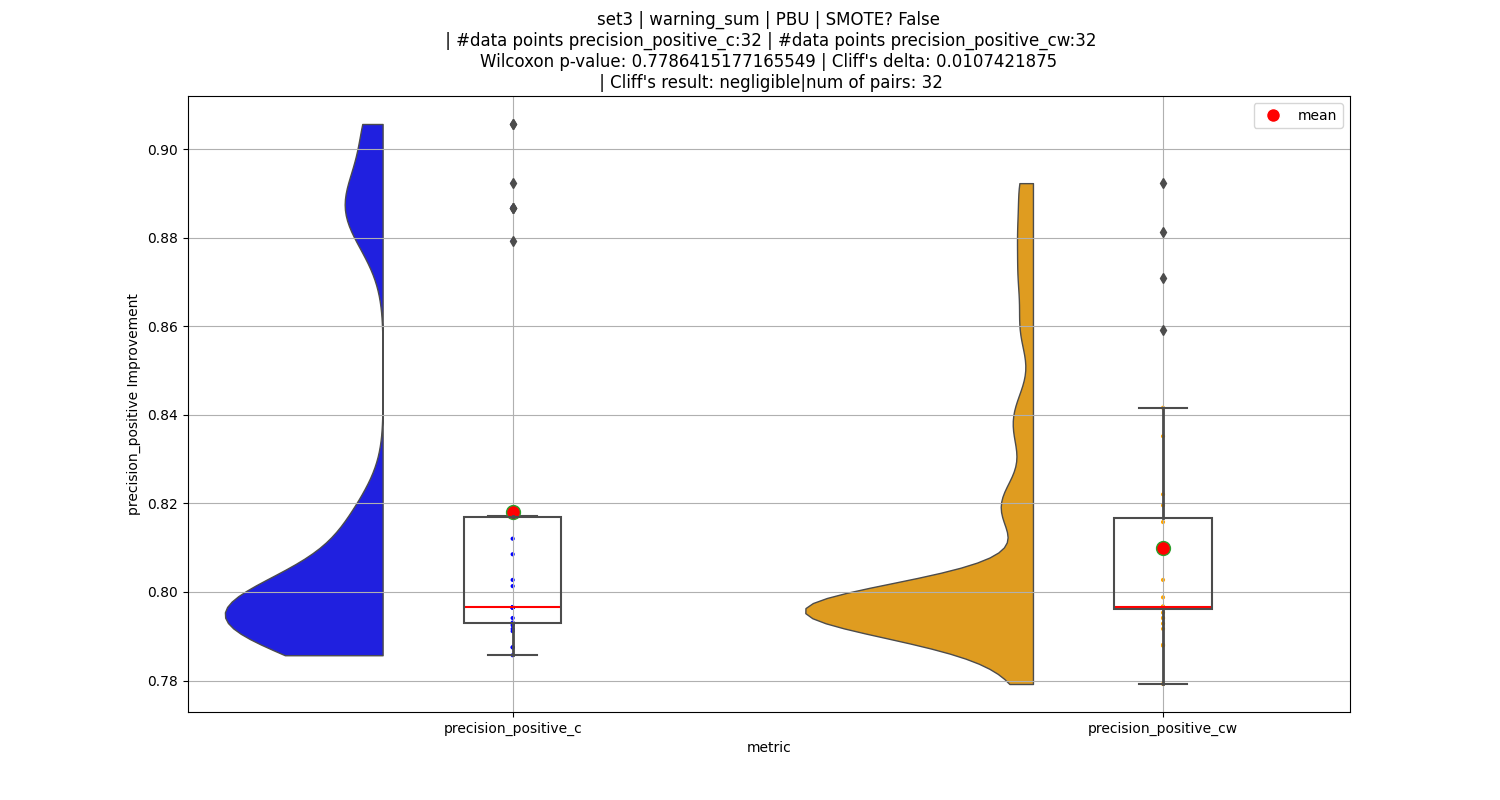 set3 | warning_sum | PBU | SMOTE? False
| #data points precision_positive_c:32 | #data points precision_positive_cw:32
Wilcoxon p-value: 0.7786415177165549 | Cliff's delta: 0.0107421875
| Cliff's result: negligible|num of pairs: 32
mean
0.90
0.88
0.86
0.84
0.82
0.80
0.78
precision_positive Improvement
precision_positive_c
precision_positive_cw
metric